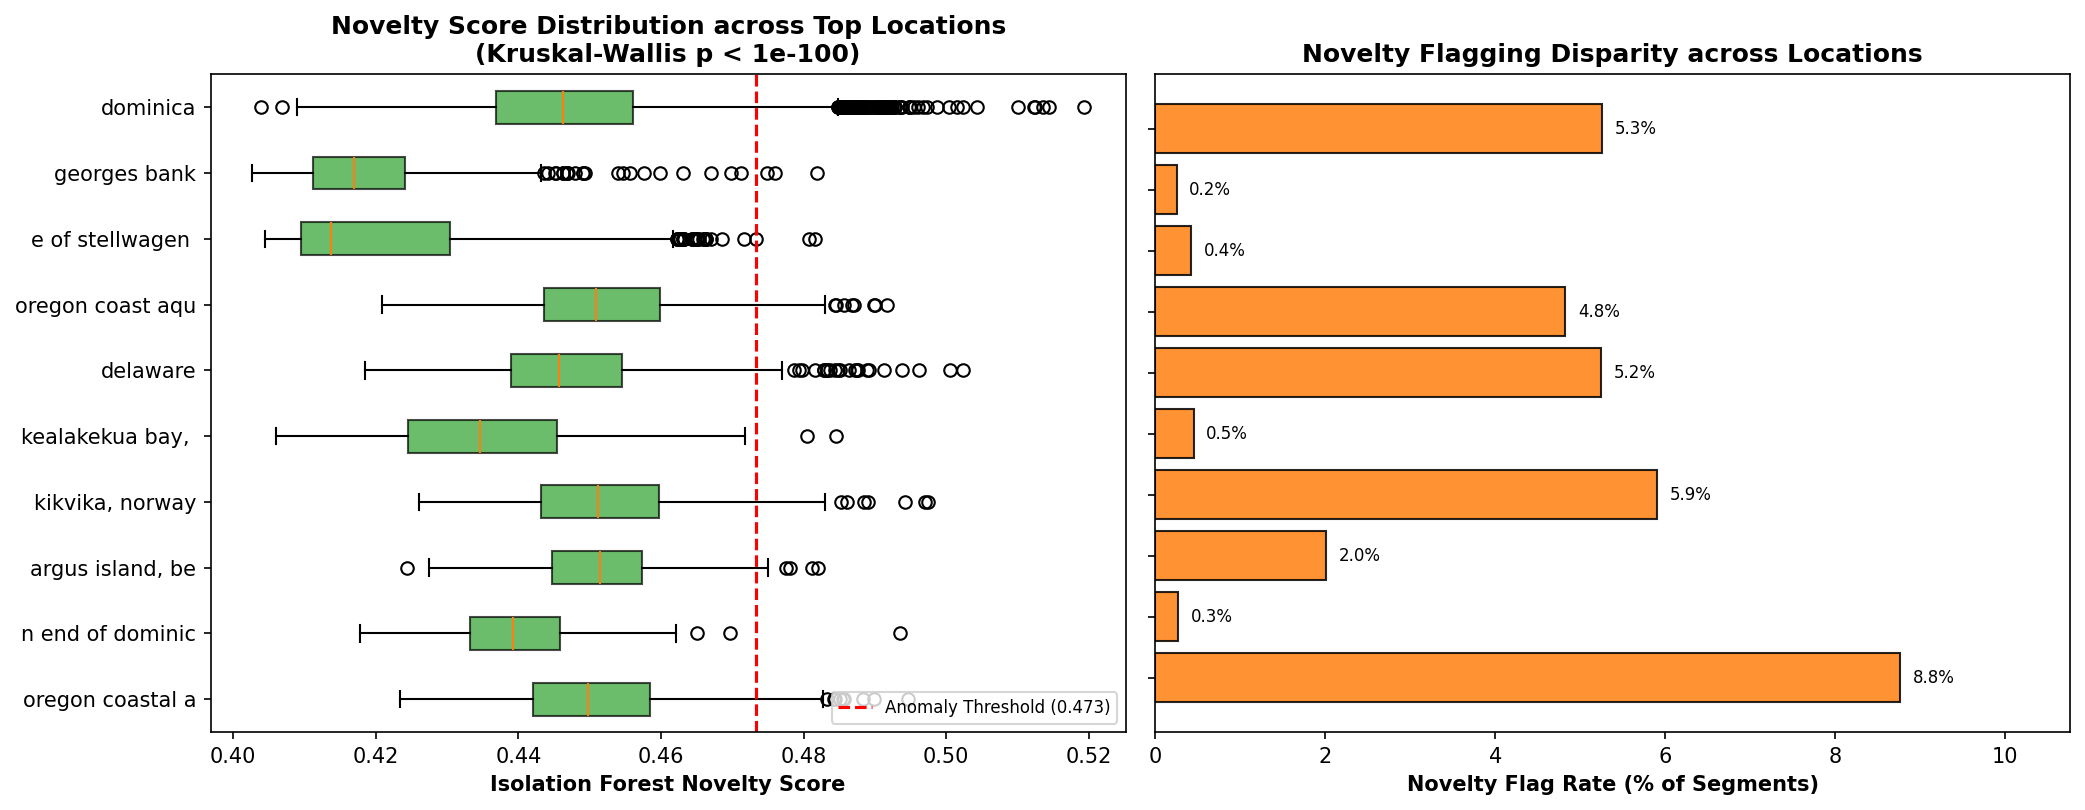 Novelty Score Distribution across Top Locations
(Kruskal-Wallis p < 1e-100)
dominica
georges bank
e of stellwagen
oregon coast aqu
delaware
kealakekua bay,
kikvika, norway
argus island, be
n end of dominic
oregon coastal a
Anomaly Threshold (0.473)
0.40 0.42 0.44 0.46 0.48 0.50 0.52
Isolation Forest Novelty Score
Novelty Flagging Disparity across Locations
5.3%
0.2%
0.4%
4.8%
5.2%
0.5%
5.9%
2.0%
0.3%
8.8%
0 2 4 6 8 10
Novelty Flag Rate (% of Segments)